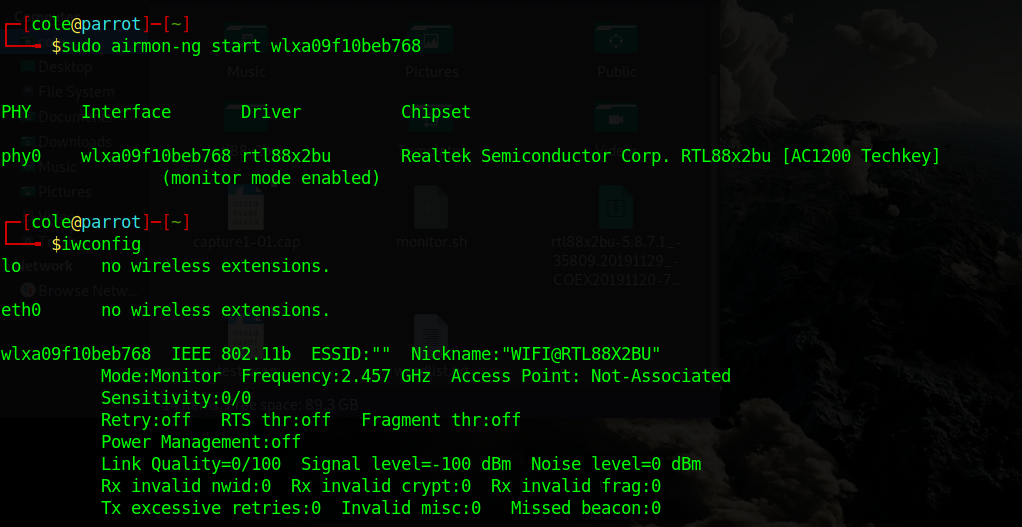 ┌─[cole@parrot]─[~]
└──╼ $sudo airmon-ng start wlxa09f10beb768
Music Pictures Public
Desktop
File System
PHY Interface Driver Chipset
Downloads
phy0 wlxa09f10beb768 rtl88x2bu Realtek Semiconductor Corp. RTL88x2bu [AC1200 Techkey]
Music
(monitor mode enabled)
Pictures
┌─[cole@parrot]─[~]
└──╼ $iwconfig
capture1-01.cap monitor.sh rtl88x2bu-5.8.7.1_-
35809.20191129_-
COEX20191120-7...
lo no wireless extensions.
Network
Browse Netw...
eth0 no wireless extensions.
wlxa09f10beb768 IEEE 802.11b ESSID:"" Nickname:"WIFI@RTL88X2BU"
Mode:Monitor Frequency:2.457 GHz Access Point: Not-Associated
Sensitivity:0/0
space: 89.3 GB
Retry:off RTS thr:off Fragment thr:off
Power Management:off
Link Quality=0/100 Signal level=-100 dBm Noise level=0 dBm
Rx invalid nwid:0 Rx invalid crypt:0 Rx invalid frag:0
Tx excessive retries:0 Invalid misc:0 Missed beacon:0